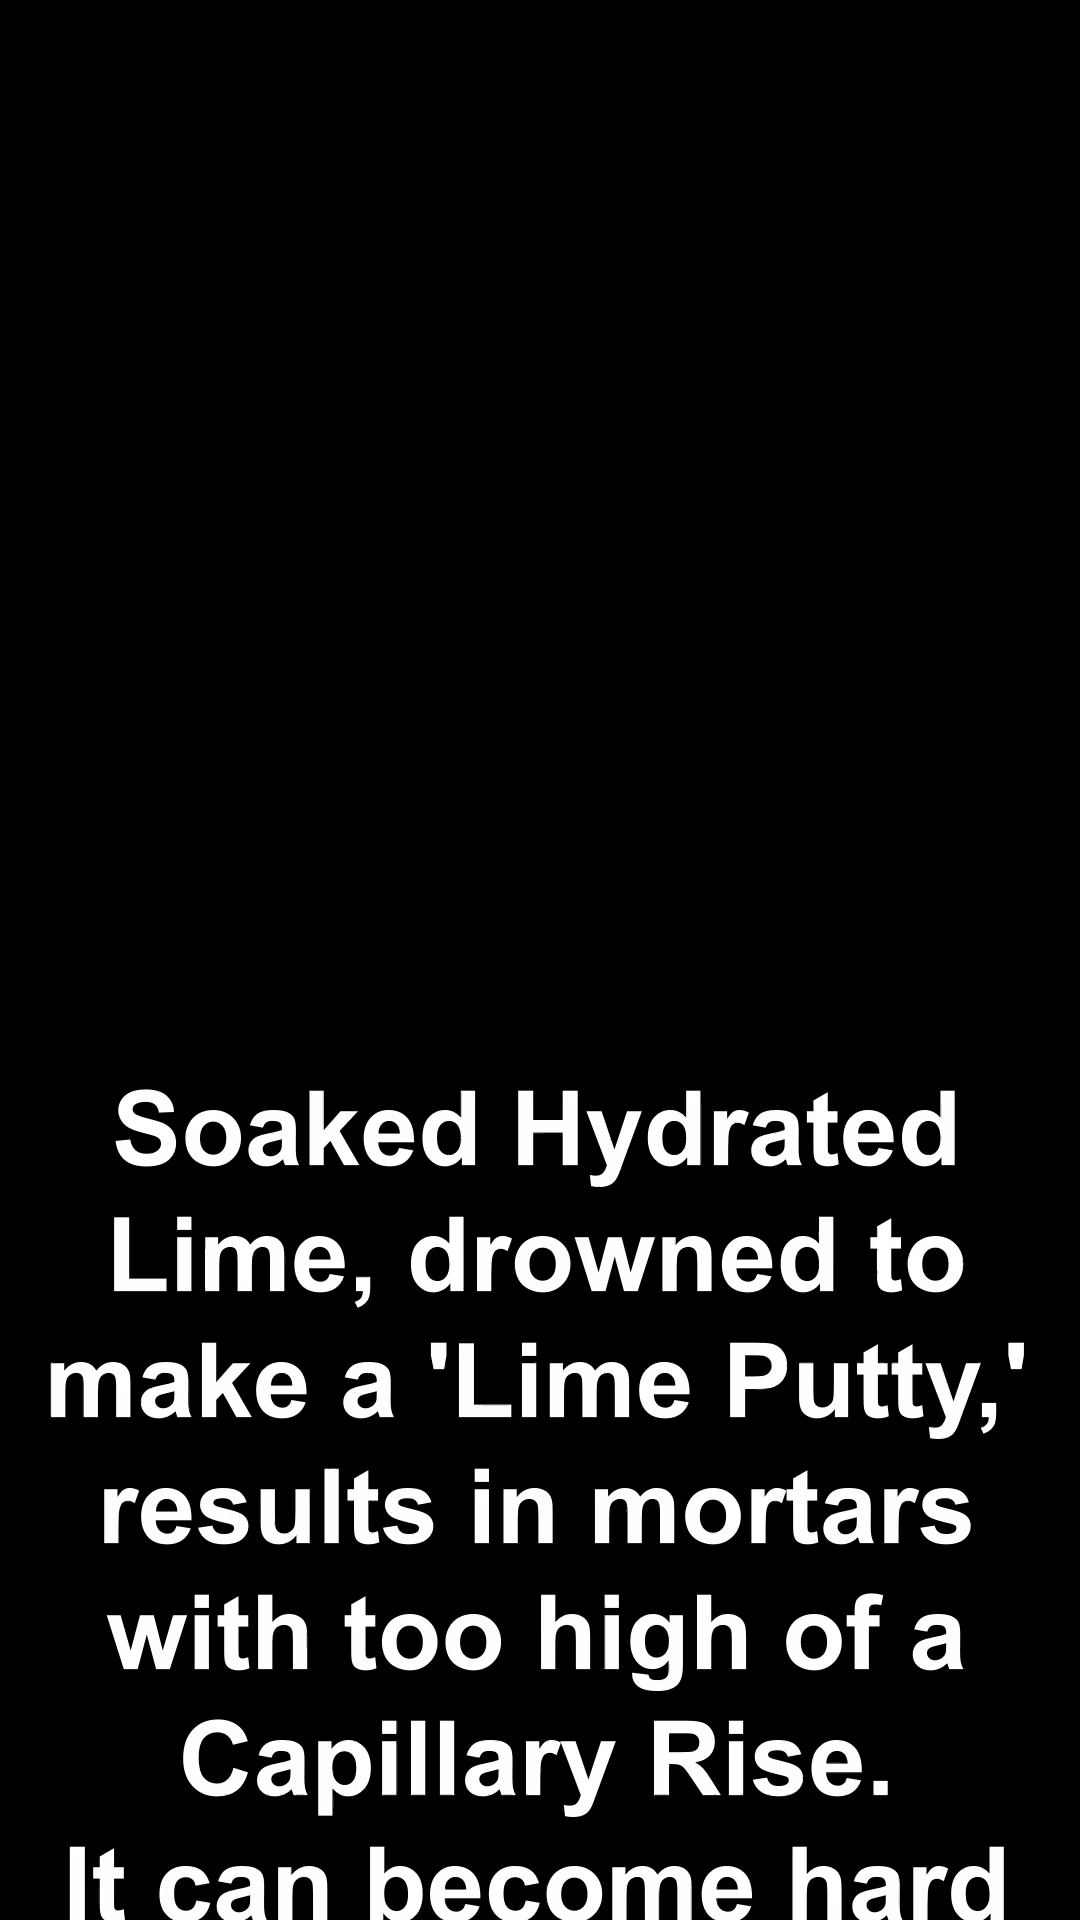 Soaked Hydrated
Lime, drowned to
make a 'Lime Putty,'
results in mortars
with too high of a
Capillary Rise.
It can become hard